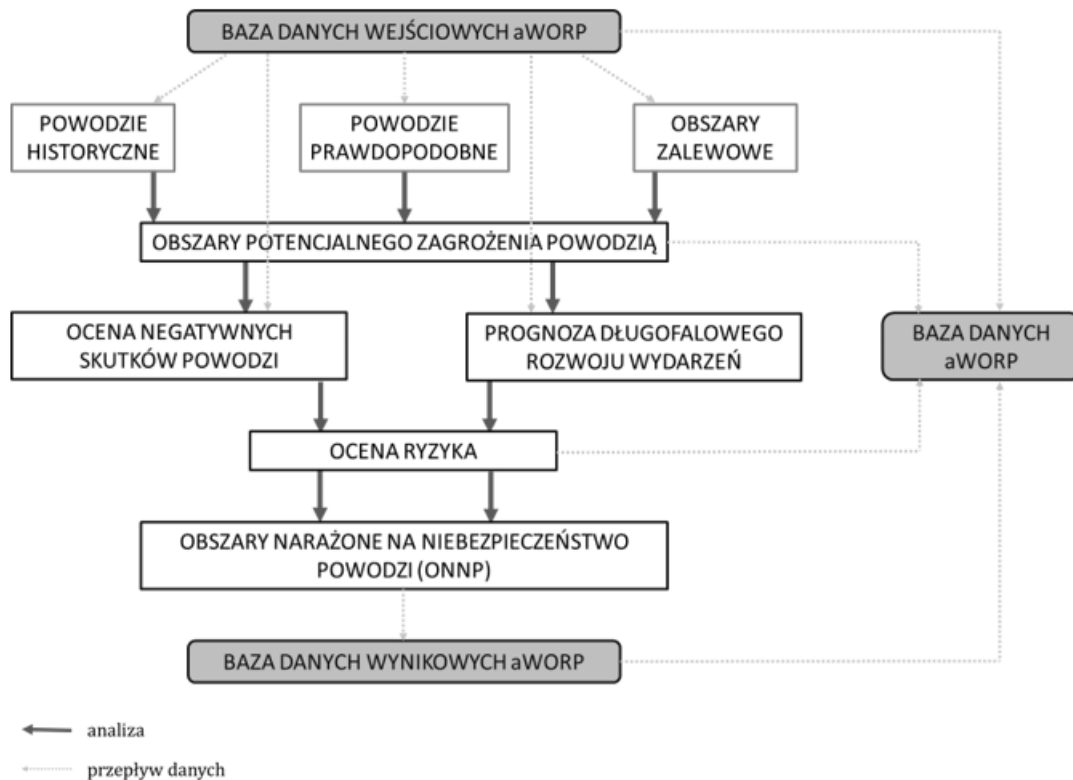 BAZA DANYCH WEJŚCIOWYCH aWORP
POWODZIE
HISTORYCZNE
POWODZIE
PRAWDOPODOBNE
OBSZARY
ZALEWOWE
OBSZARY POTENCJALNEGO ZAGROŻENIA POWODZIĄ
OCENA NEGATYWNYCH
SKUTKÓW POWODZI
PROGNOZA DŁUGOFALOWEGO
ROZWOJU WYDARZEŃ
BAZA DANYCH
aWORP
OCENA RYZYKA
OBSZARY NARAŻONE NA NIEBEZPIECZEŃSTWO
POWODZI (ONNP)
BAZA DANYCH WYNIKOWYCH aWORP
analiza
przepływ danych